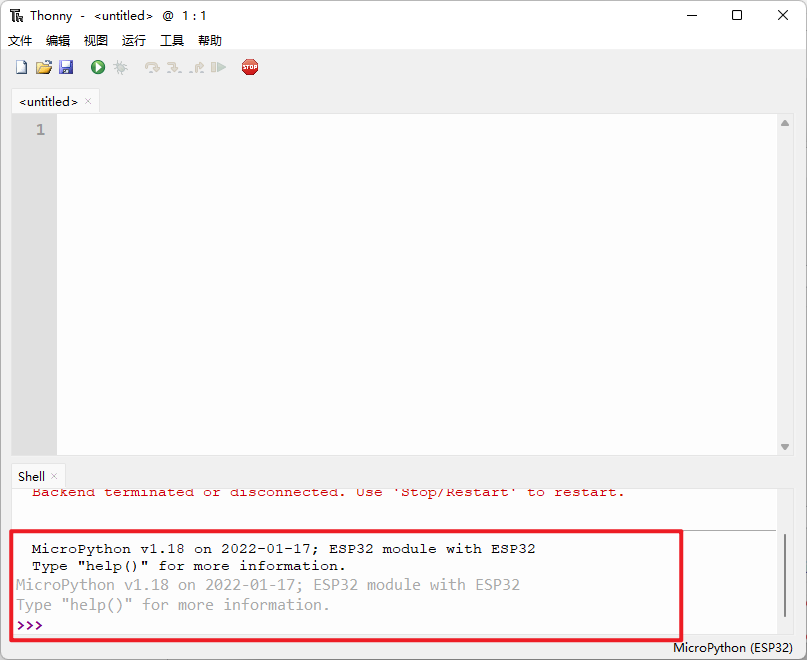 Thonny - <untitled> @ 1 : 1
文件 编辑 视图 运行 工具 帮助
STOP
<untitled> ×
1
Shell ×
Backend terminated or disconnected. Use 'Stop/Restart' to restart.
MicroPython v1.18 on 2022-01-17; ESP32 module with ESP32
Type "help()" for more information.
MicroPython v1.18 on 2022-01-17; ESP32 module with ESP32
Type "help()" for more information.
>>>
MicroPython (ESP32)